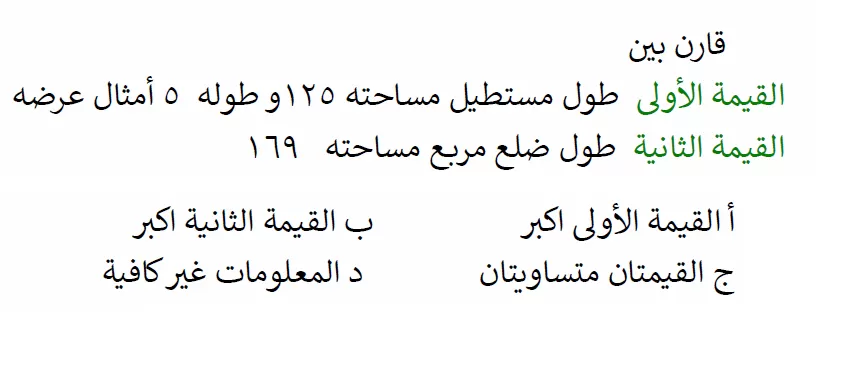 قارن بين
القيمة الأولى طول مستطيل مساحته ١٢٥و طوله ٥ أمثال عرضه
القيمة الثانية طول ضلع مربع مساحته ١٦٩
أ القيمة الأولى اكبر ب القيمة الثانية اكبر
ج القيمتان متساويتان د المعلومات غير كافية